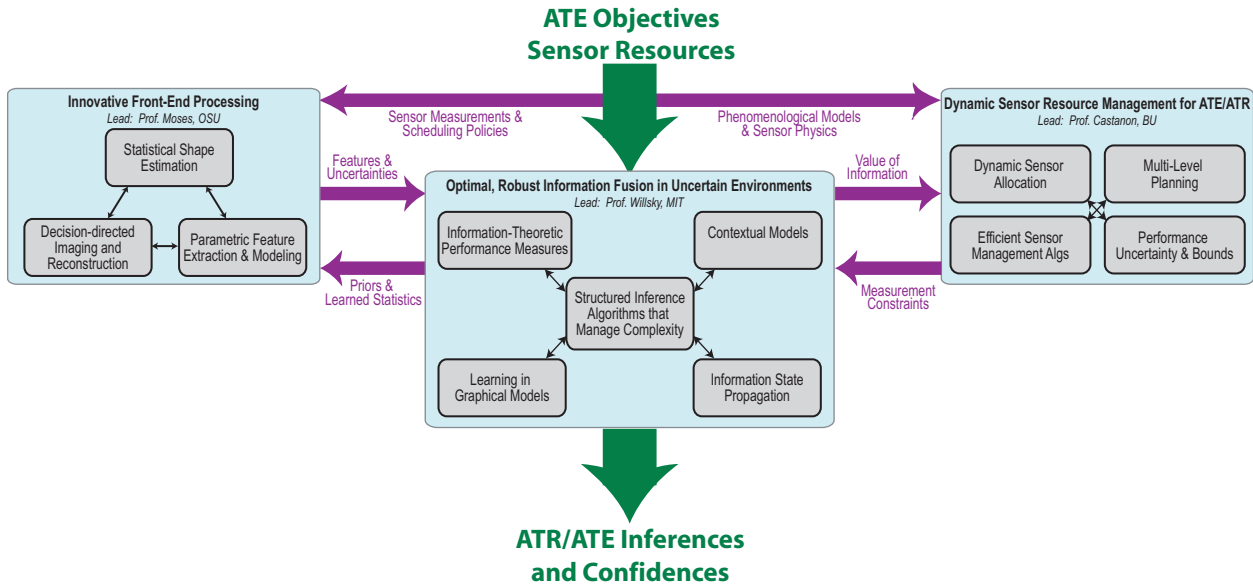 ATE Objectives
Sensor Resources
Innovative Front-End Processing
Lead: Prof. Moses, OSU
Statistical Shape
Estimation
Decision-directed
Imaging and
Reconstruction
Parametric Feature
Extraction & Modeling
Sensor Measurements &
Scheduling Policies
Phenomenological Models
& Sensor Physics
Features &
Uncertainties
Priors &
Learned Statistics
Optimal, Robust Information Fusion in Uncertain Environments
Lead: Prof. Willsky, MIT
Information-Theoretic
Performance Measures
Contextual Models
Structured Inference
Algorithms that
Manage Complexity
Learning in
Graphical Models
Information State
Propagation
Value of
Information
Measurement
Constraints
Dynamic Sensor Resource Management for ATE/ATR
Lead: Prof. Castanon, BU
Dynamic Sensor
Allocation
Multi-Level
Planning
Efficient Sensor
Management Algs
Performance
Uncertainty & Bounds
ATR/ATE Inferences
and Confidences